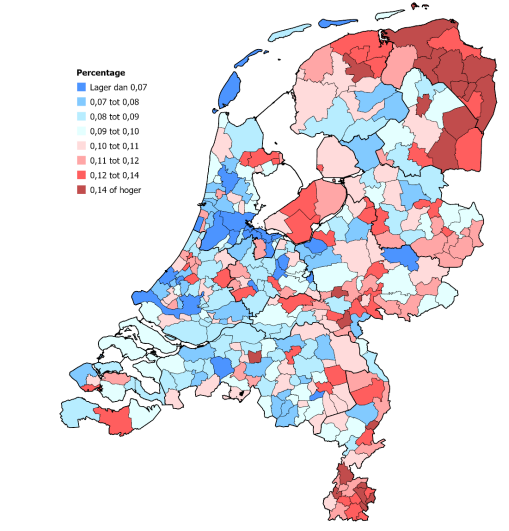 Percentage
Lager dan 0,07
0,07 tot 0,08
0,08 tot 0,09
0,09 tot 0,10
0,10 tot 0,11
0,11 tot 0,12
0,12 tot 0,14
0,14 of hoger